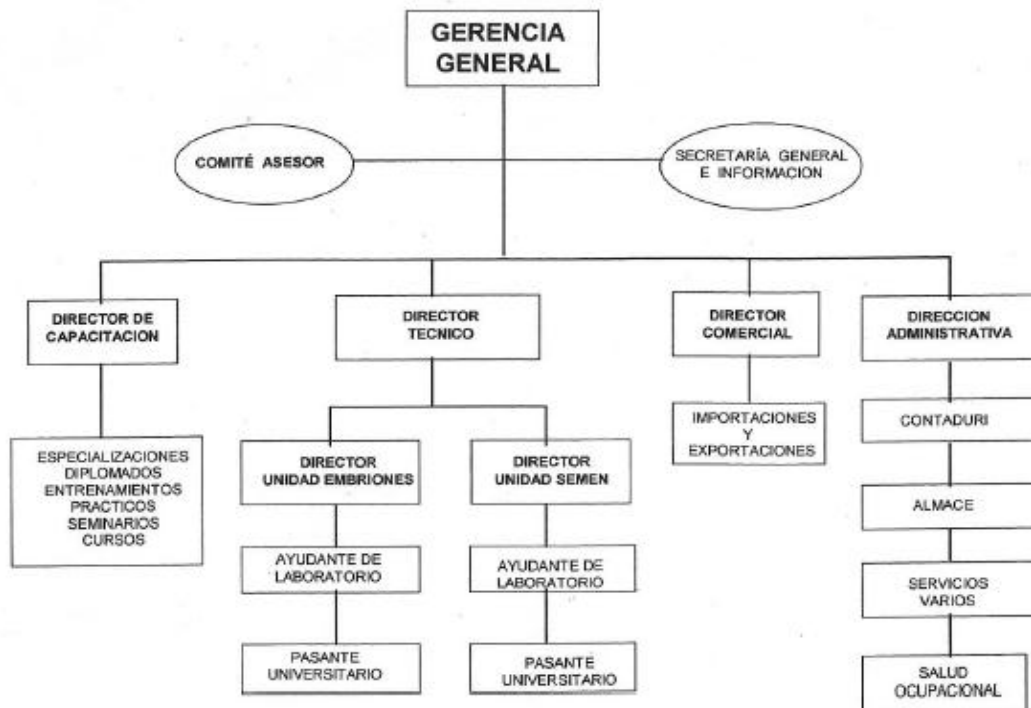 GERENCIA
GENERAL
COMITÉ ASESOR
SECRETARÍA GENERAL
E INFORMACION
DIRECTOR DE
CAPACITACION
DIRECTOR
TECNICO
DIRECTOR
COMERCIAL
DIRECCION
ADMINISTRATIVA
ESPECIALIZACIONES
DIPLOMADOS
ENTRENAMIENTOS
PRACTICOS
SEMINARIOS
CURSOS
DIRECTOR
UNIDAD EMBRIONES
DIRECTOR
UNIDAD SEMEN
IMPORTACIONES
Y
EXPORTACIONES
CONTADURI
ALMACE
AYUDANTE DE
LABORATORIO
AYUDANTE DE
LABORATORIO
SERVICIOS
VARIOS
PASANTE
UNIVERSITARIO
PASANTE
UNIVERSITARIO
SALUD
OCUPACIONAL